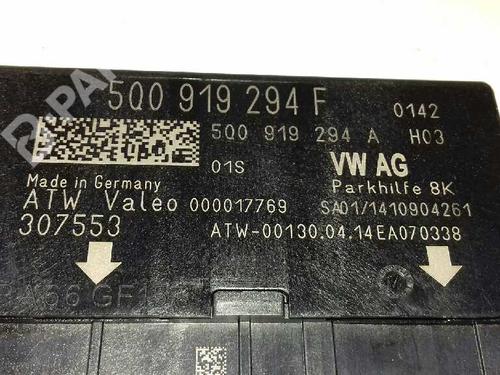 5Q0 919 294 F 0142
5Q0 919 294 A H03
01S VW AG
Made in Germany Parkhilfe 8K
ATW Valeo 000017769 SA01/1410904261
307553 ATW-00130.04.14EA070338